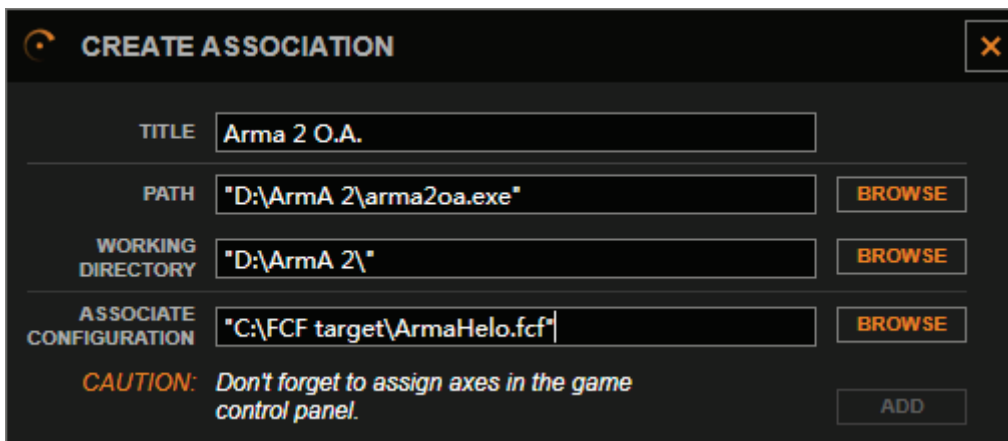 CREATE ASSOCIATION
TITLE
Arma 2 O.A.
PATH
"D:\ArmA 2\arma2oa.exe"
BROWSE
WORKING
DIRECTORY
"D:\ArmA 2\"
BROWSE
ASSOCIATE
CONFIGURATION
"C:\FCF target\ArmaHelo.fcf"
BROWSE
CAUTION:
Don't forget to assign axes in the game
control panel.
ADD